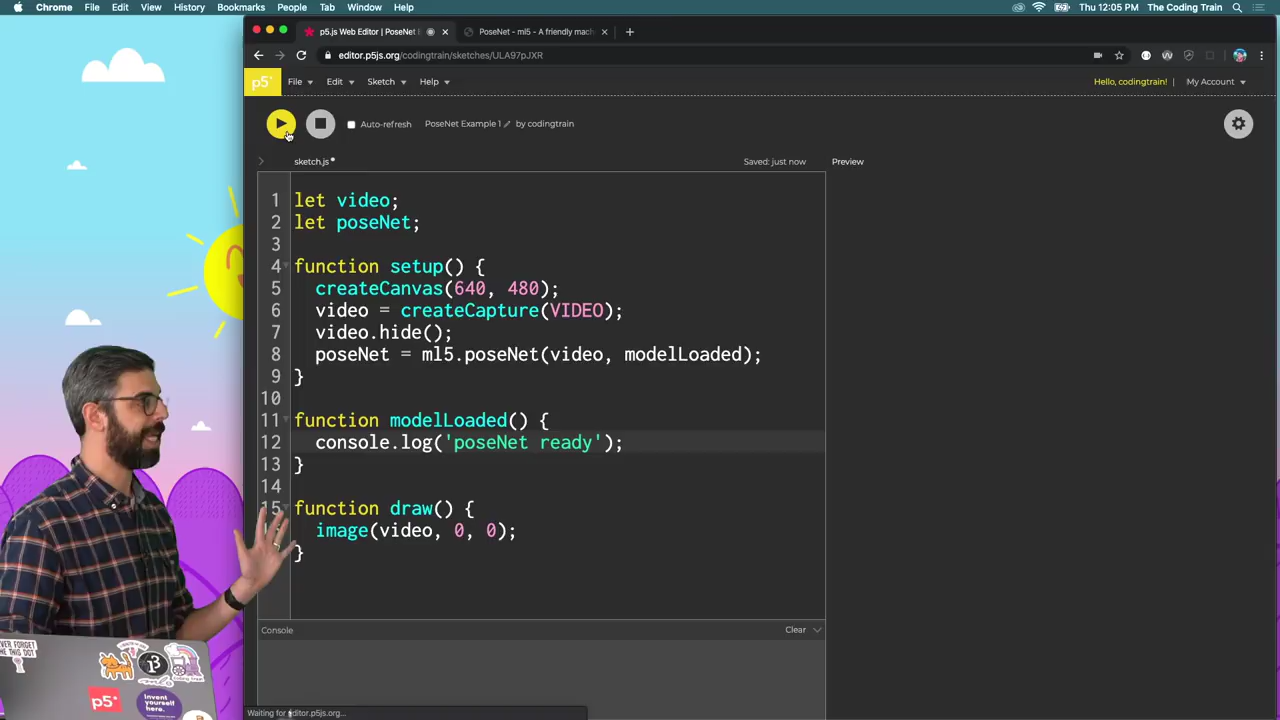 Chrome File Edit View History Bookmarks People Tab Window Help Thu 12:05 PM The Coding Train
p5.js Web Editor | PoseNet PoseNet - ml5 - A friendly mach
editor.p5js.org/codingtrain/sketches/ULA97pJXR
p5* File Edit Sketch Help Hello, codingtrain! | My Account
Auto-refresh PoseNet Example 1 by codingtrain
sketch.js Saved: just now Preview
1 let video;
2 let poseNet;
3
4 function setup() {
5 createCanvas(640, 480);
6 video = createCapture(VIDEO);
7 video.hide();
8 poseNet = ml5.poseNet(video, modelLoaded);
9 }
10
11 function modelLoaded() {
12 console.log('poseNet ready');
13 }
14
15 function draw() {
image(video, 0, 0);
}
Console Clear
Waiting for editor.p5js.org...
p5*
Invent yourself here.